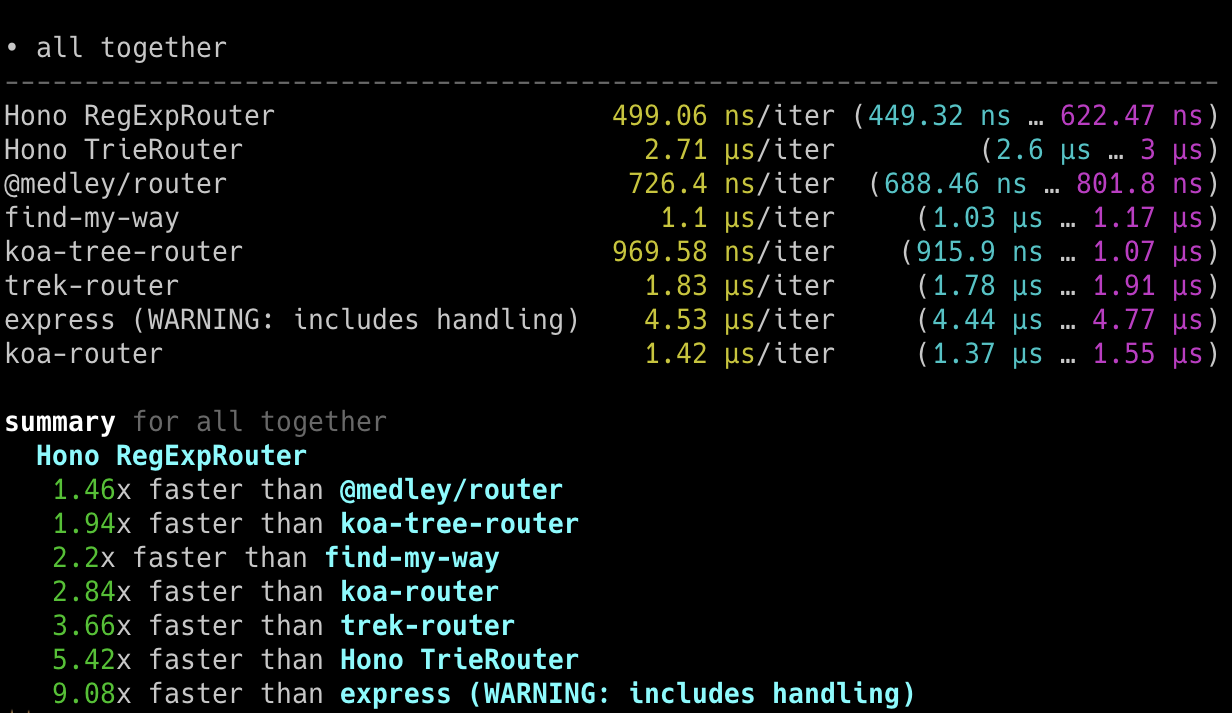 • all together
--------------------------------------------------------------------------------
Hono RegExpRouter 499.06 ns/iter (449.32 ns … 622.47 ns)
Hono TrieRouter 2.71 µs/iter (2.6 µs … 3 µs)
@medley/router 726.4 ns/iter (688.46 ns … 801.8 ns)
find-my-way 1.1 µs/iter (1.03 µs … 1.17 µs)
koa-tree-router 969.58 ns/iter (915.9 ns … 1.07 µs)
trek-router 1.83 µs/iter (1.78 µs … 1.91 µs)
express (WARNING: includes handling) 4.53 µs/iter (4.44 µs … 4.77 µs)
koa-router 1.42 µs/iter (1.37 µs … 1.55 µs)
summary for all together
Hono RegExpRouter
1.46x faster than @medley/router
1.94x faster than koa-tree-router
2.2x faster than find-my-way
2.84x faster than koa-router
3.66x faster than trek-router
5.42x faster than Hono TrieRouter
9.08x faster than express (WARNING: includes handling)